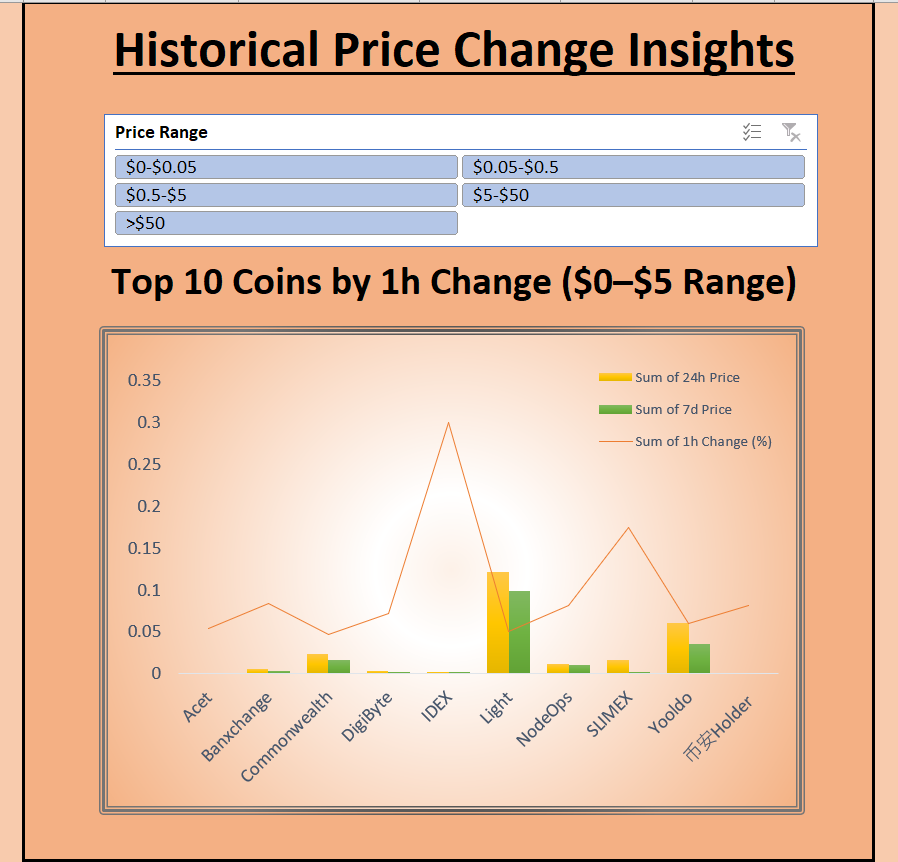 Historical Price Change Insights
Price Range
$0-$0.05
$0.05-$0.5
$0.5-$5
$5-$50
>$50
Top 10 Coins by 1h Change ($0–$5 Range)
Sum of 24h Price
Sum of 7d Price
Sum of 1h Change (%)
0.35
0.3
0.25
0.2
0.15
0.1
0.05
0
Acet
Banxchange
Commonwealth
DigiByte
IDEX
Light
NodeOps
SLIMEX
Yooldo
币安Holder